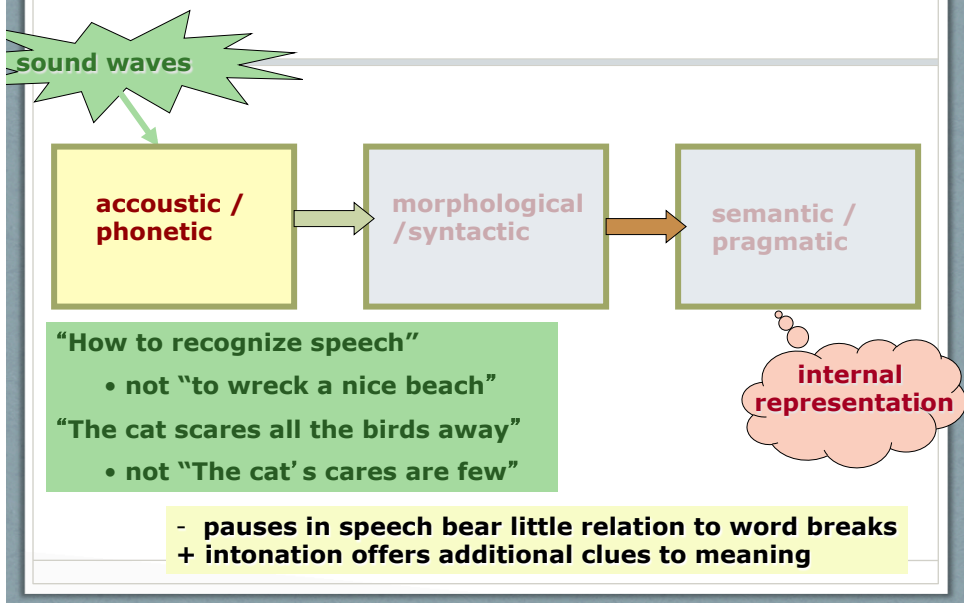 sound waves
accoustic /
phonetic
morphological
/syntactic
semantic /
pragmatic
“How to recognize speech”
• not “to wreck a nice beach”
“The cat scares all the birds away”
• not “The cat’s cares are few”
internal
representation
- pauses in speech bear little relation to word breaks
+ intonation offers additional clues to meaning